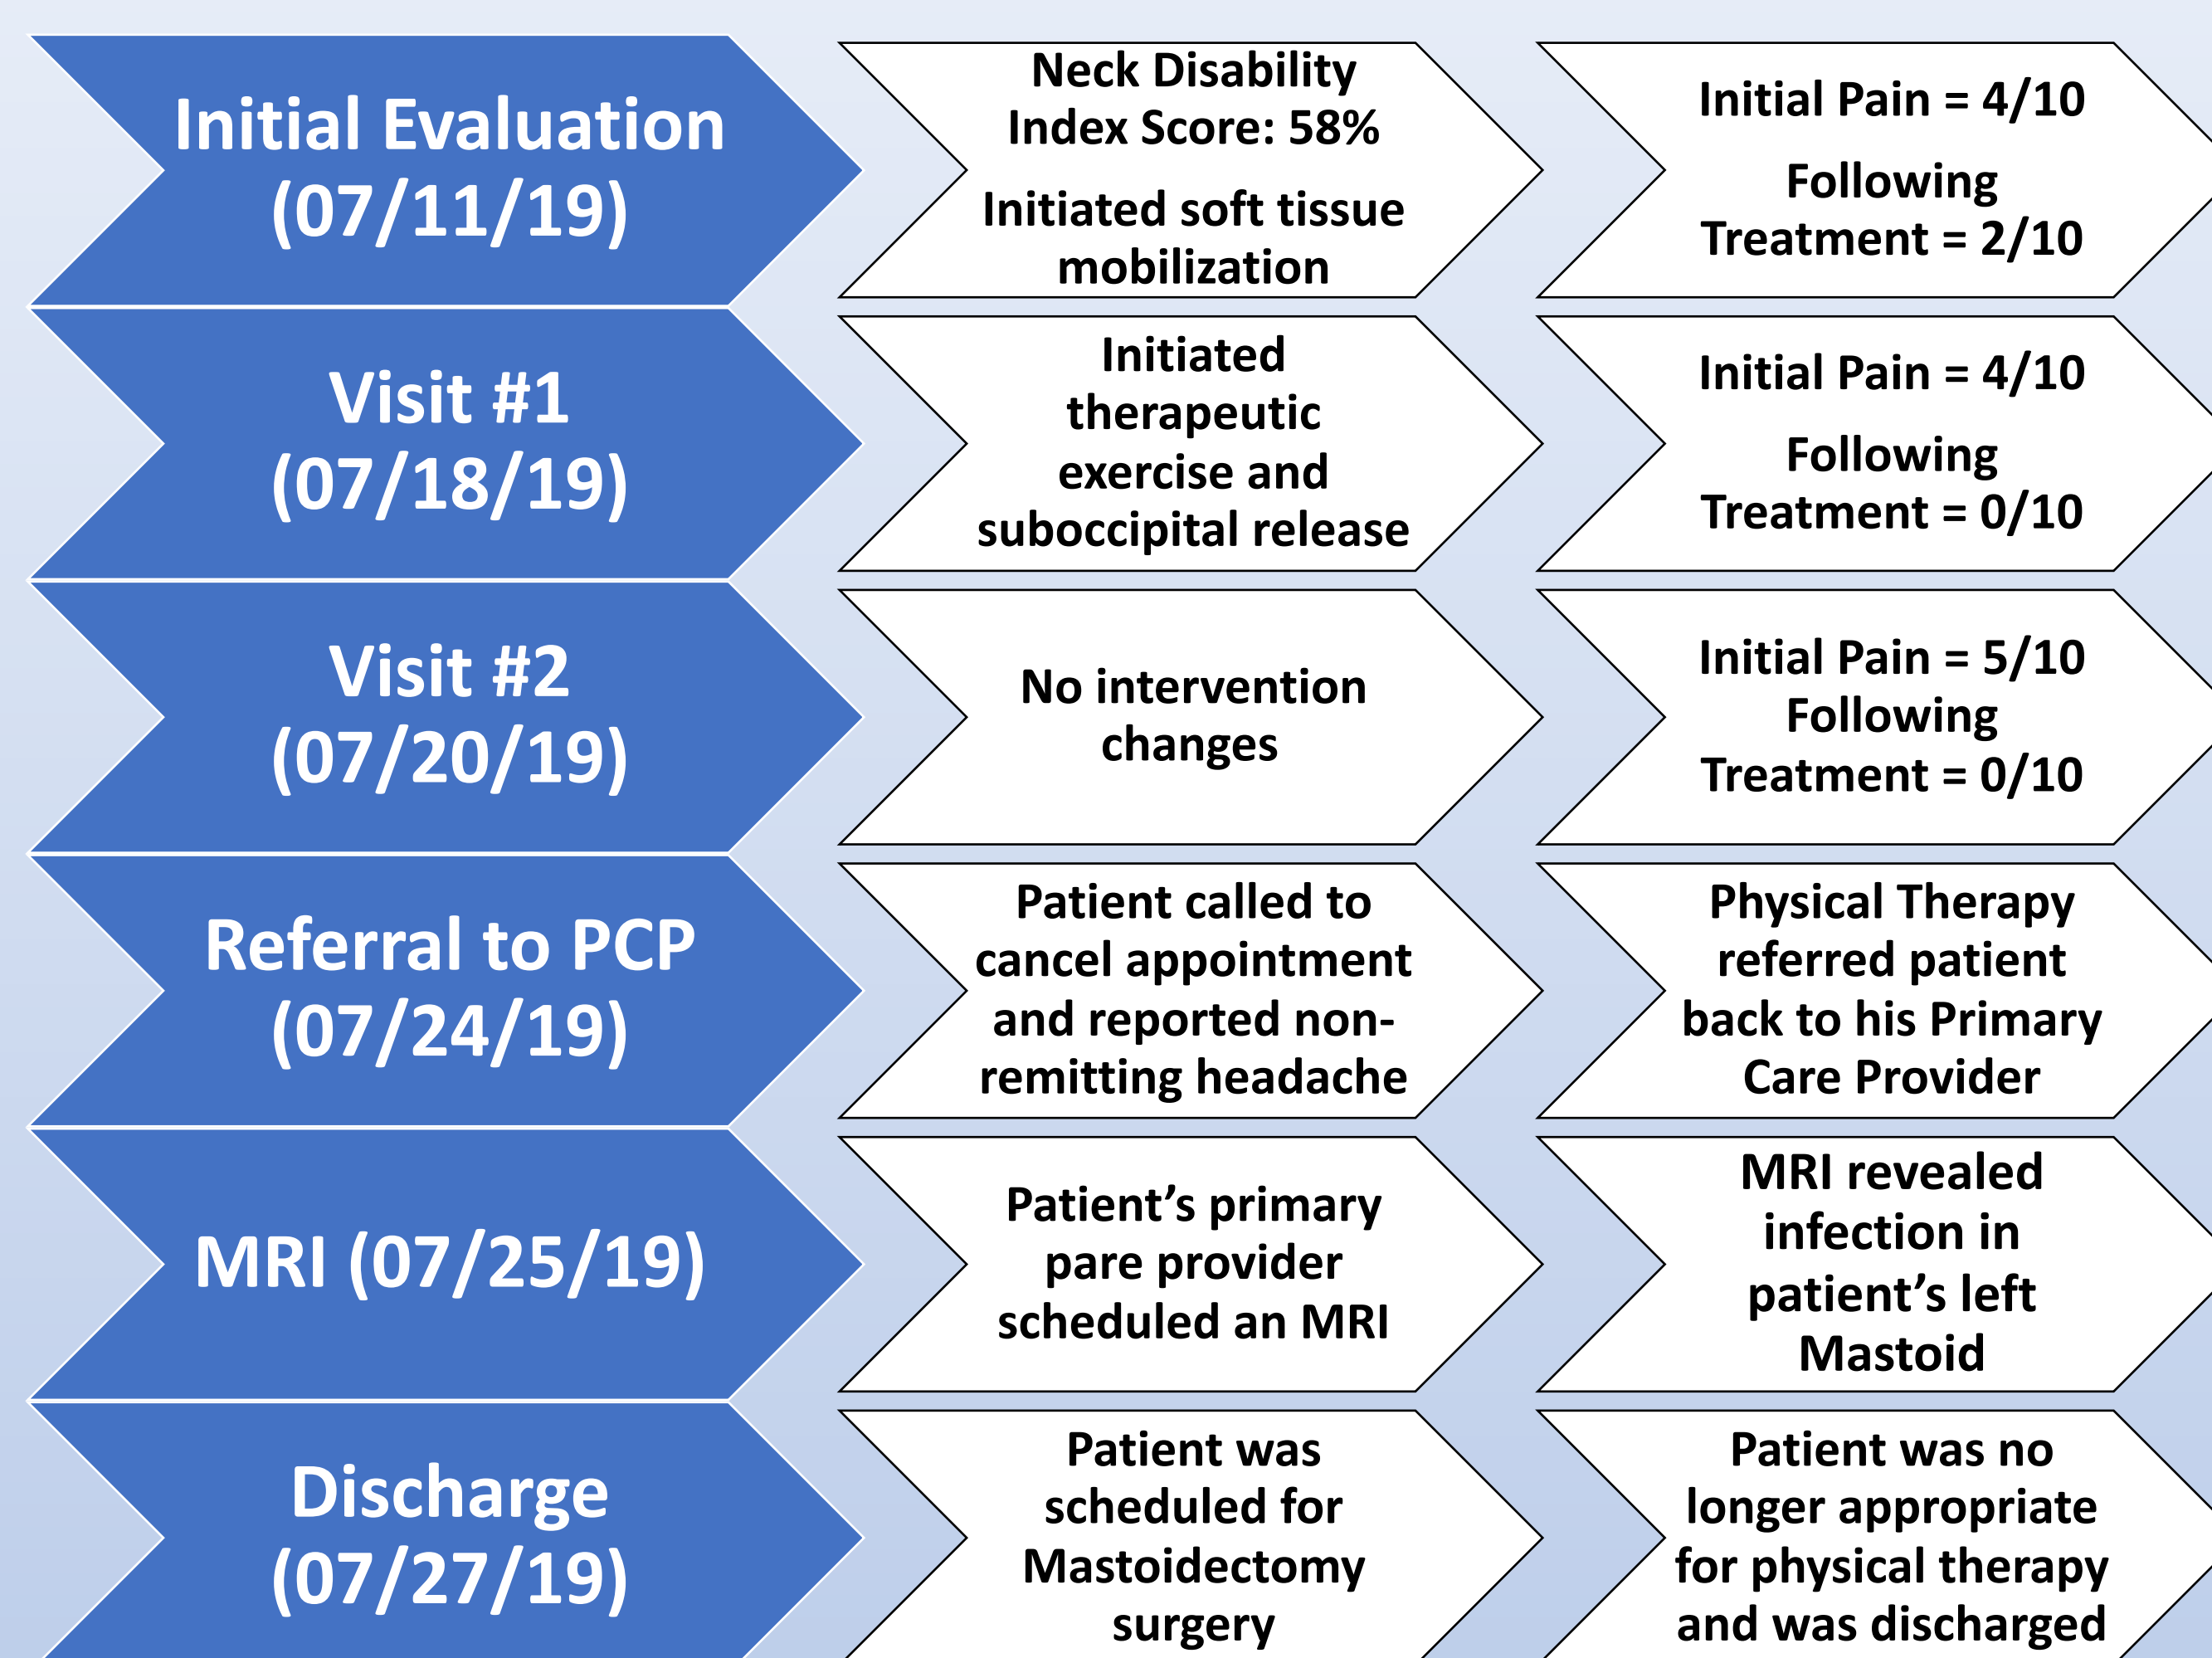 Initial Evaluation
(07/11/19)
Neck Disability
Index Score: 58%
Initiated soft tissue
mobilization
Initial Pain = 4/10
Following
Treatment = 2/10
Visit #1
(07/18/19)
Initiated
therapeutic
exercise and
suboccipital release
Initial Pain = 4/10
Following
Treatment = 0/10
Visit #2
(07/20/19)
No intervention
changes
Initial Pain = 5/10
Following
Treatment = 0/10
Referral to PCP
(07/24/19)
Patient called to
cancel appointment
and reported non-
remitting headache
Physical Therapy
referred patient
back to his Primary
Care Provider
MRI (07/25/19)
Patient’s primary
pare provider
scheduled an MRI
MRI revealed
infection in
patient’s left
Mastoid
Discharge
(07/27/19)
Patient was
scheduled for
Mastoidectomy
surgery
Patient was no
longer appropriate
for physical therapy
and was discharged